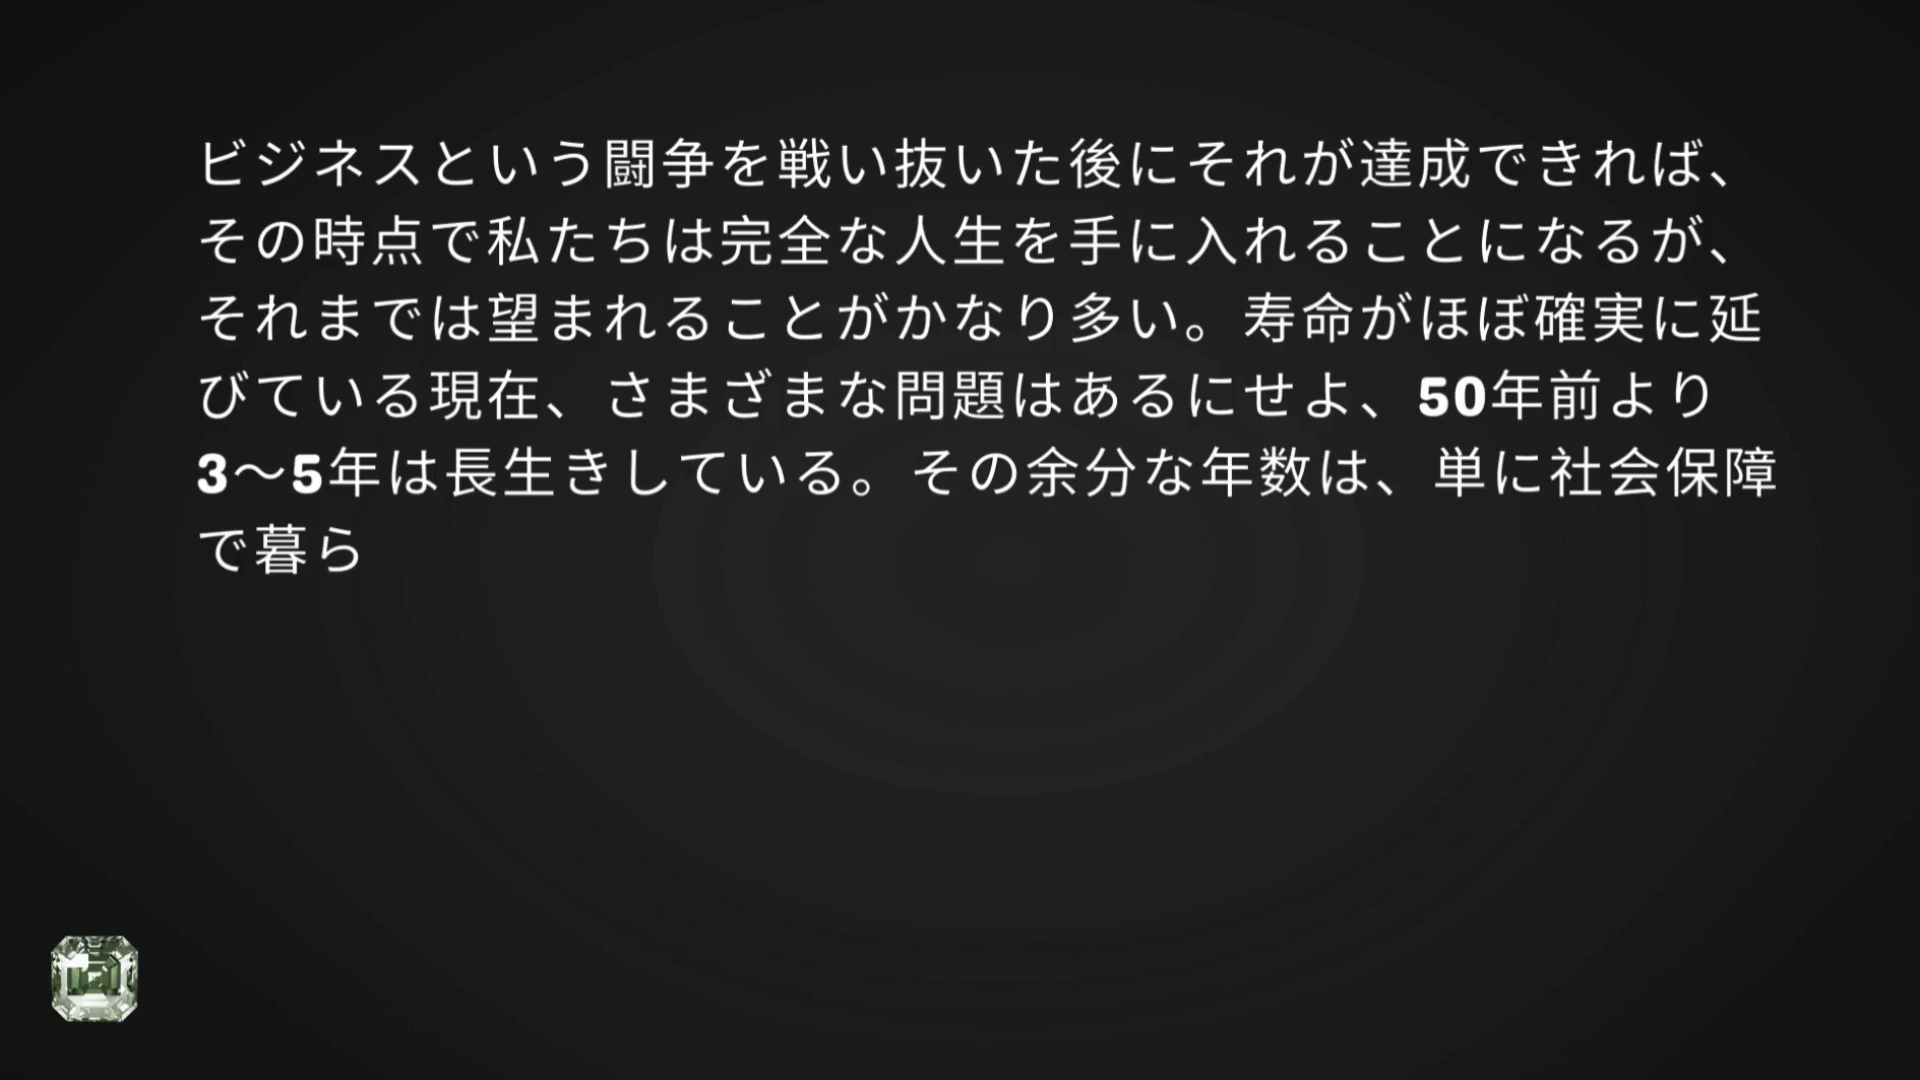 ビジネスという闘争を戦い抜いた後にそれが達成できれば、
その時点で私たちは完全な人生を手に入れることになるが、
それまでは望まれることがかなり多い。寿命がほぼ確実に延
びている現在、さまざまな問題はあるにせよ、50年前より
3〜5年は長生きしている。その余分な年数は、単に社会保障
で暮ら